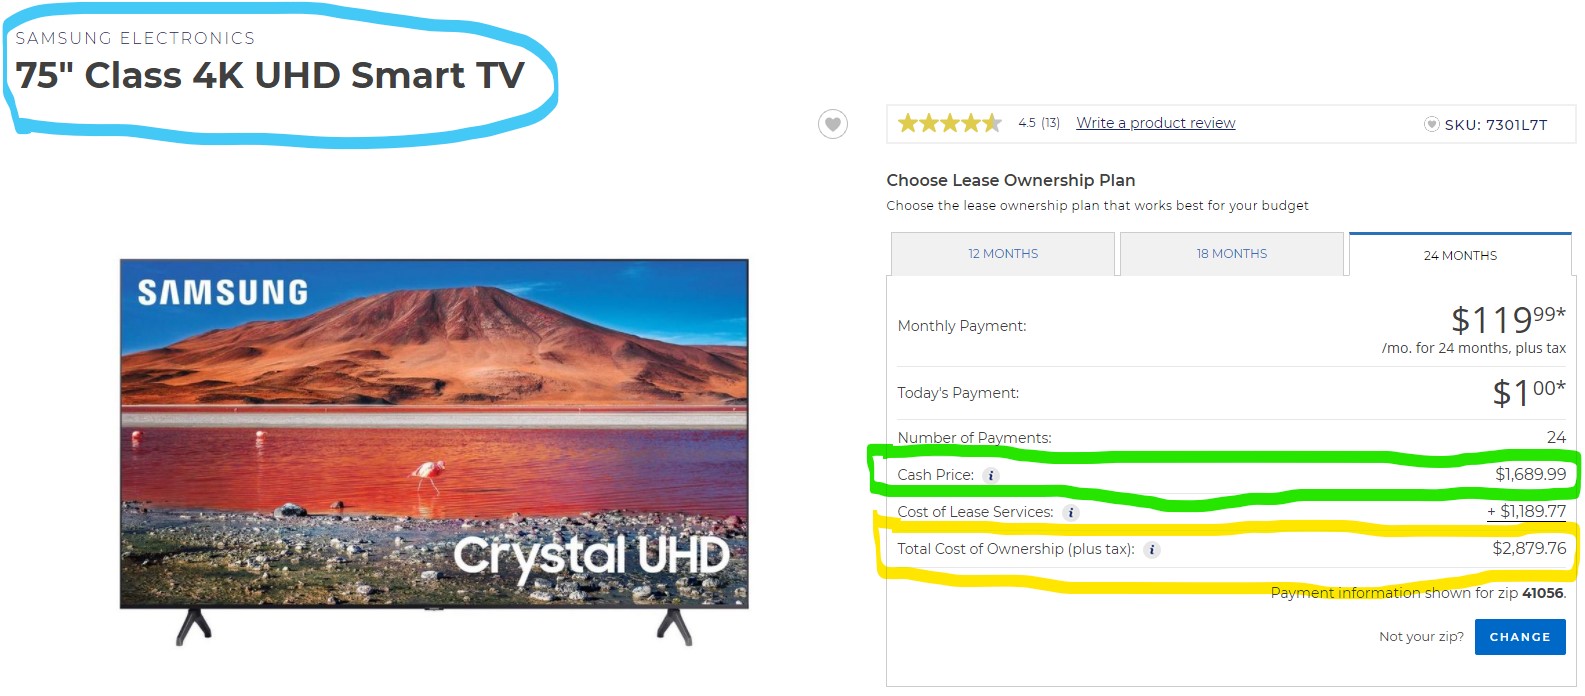 SAMSUNG ELECTRONICS
75" Class 4K UHD Smart TV
4.5 (13) Write a product review
SKU: 7301L7T
Choose Lease Ownership Plan
Choose the lease ownership plan that works best for your budget
12 MONTHS
18 MONTHS
24 MONTHS
Monthly Payment:
$119.99*
/mo. for 24 months, plus tax
Today's Payment:
$1.00*
Number of Payments: 24
Cash Price: i $1,689.99
Cost of Lease Services: i + $1,189.77
Total Cost of Ownership (plus tax): i $2,879.76
Payment information shown for zip 41056.
Not your zip? CHANGE
SAMSUNG
Crystal UHD